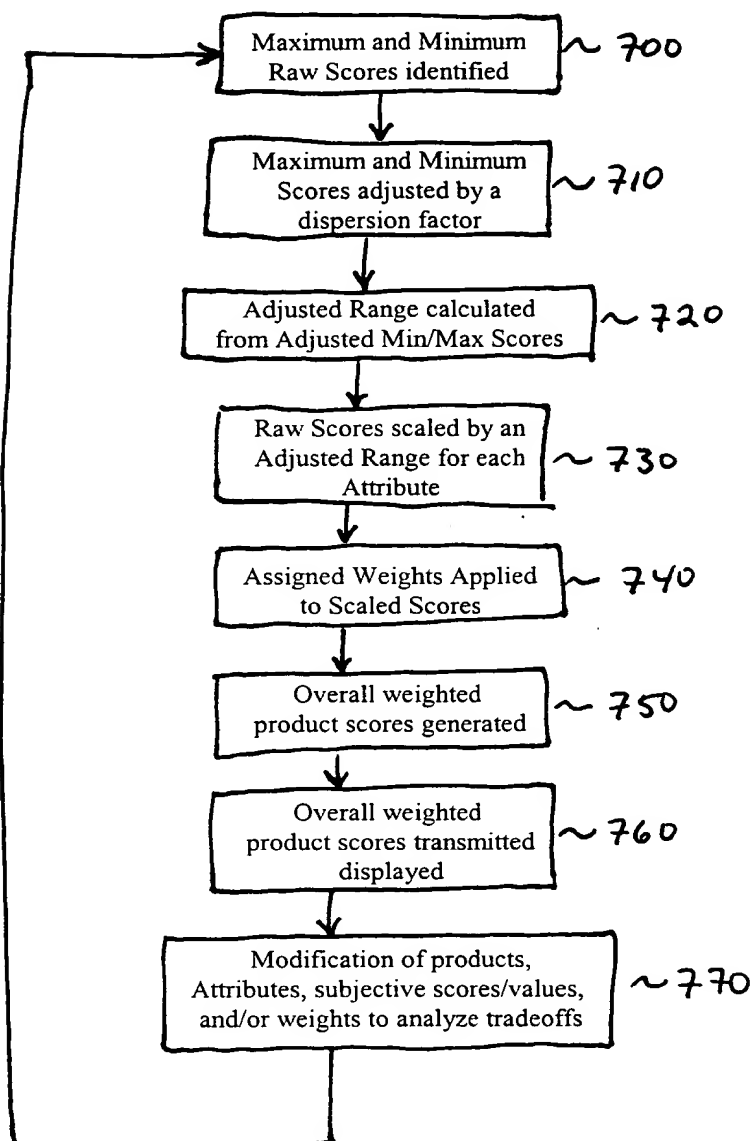 Maximum and Minimum
Raw Scores identified
~ 700
Maximum and Minimum
Scores adjusted by a
dispersion factor
~ 710
Adjusted Range calculated
from Adjusted Min/Max Scores
~ 720
Raw Scores scaled by an
Adjusted Range for each
Attribute
~ 730
Assigned Weights Applied
to Scaled Scores
~ 740
Overall weighted
product scores generated
~ 750
Overall weighted
product scores transmitted
displayed
~ 760
Modification of products,
Attributes, subjective scores/values,
and/or weights to analyze tradeoffs
~ 770